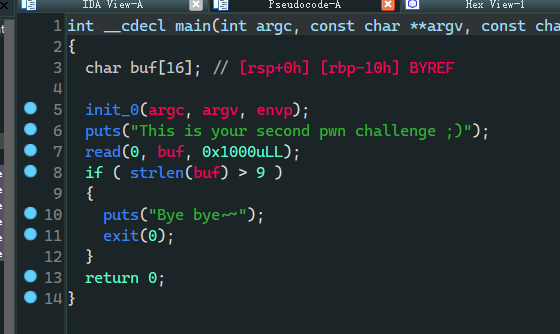 IDA View-A Pseudocode-A Hex View-1
1 int __cdecl main(int argc, const char **argv, const cha
2 {
3 char buf[16]; // [rsp+0h] [rbp-10h] BYREF
4
5 init_0(argc, argv, envp);
6 puts("This is your second pwn challenge ;)");
7 read(0, buf, 0x1000uLL);
8 if ( strlen(buf) > 9 )
9 {
10 puts("Bye bye~~");
11 exit(0);
12 }
13 return 0;
14 }